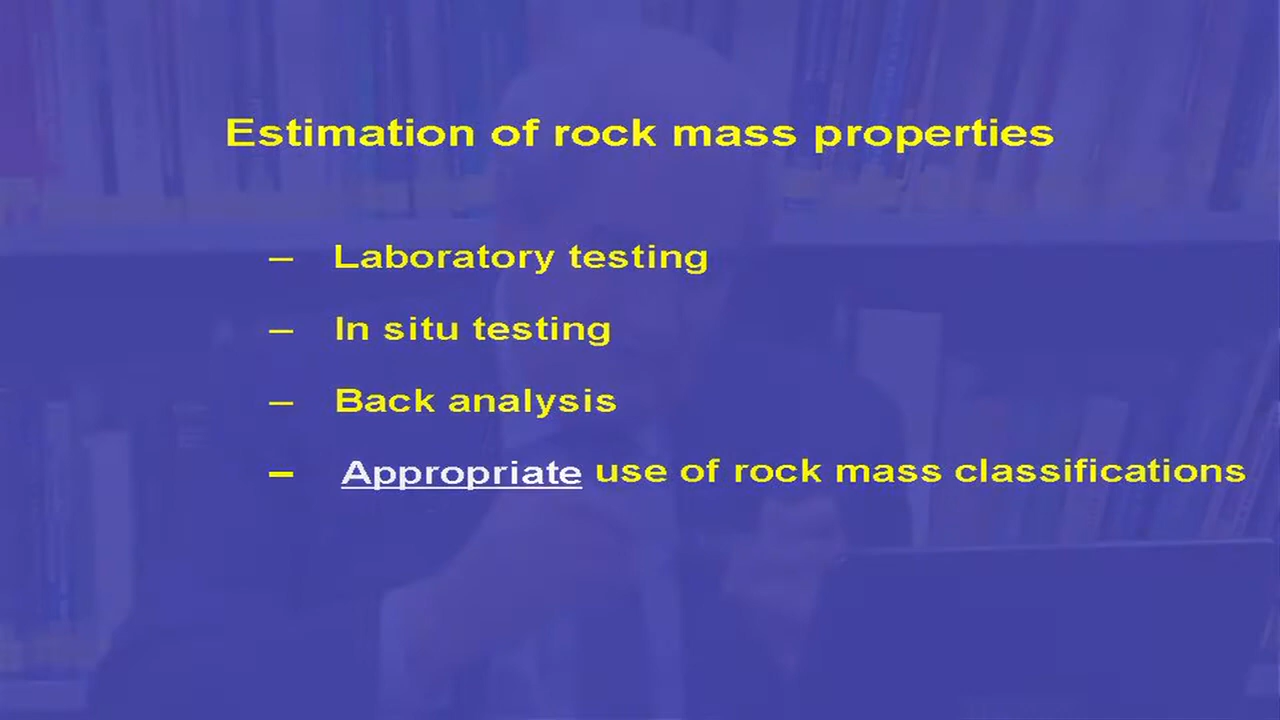 Estimation of rock mass properties
– Laboratory testing
– In situ testing
– Back analysis
– Appropriate use of rock mass classifications